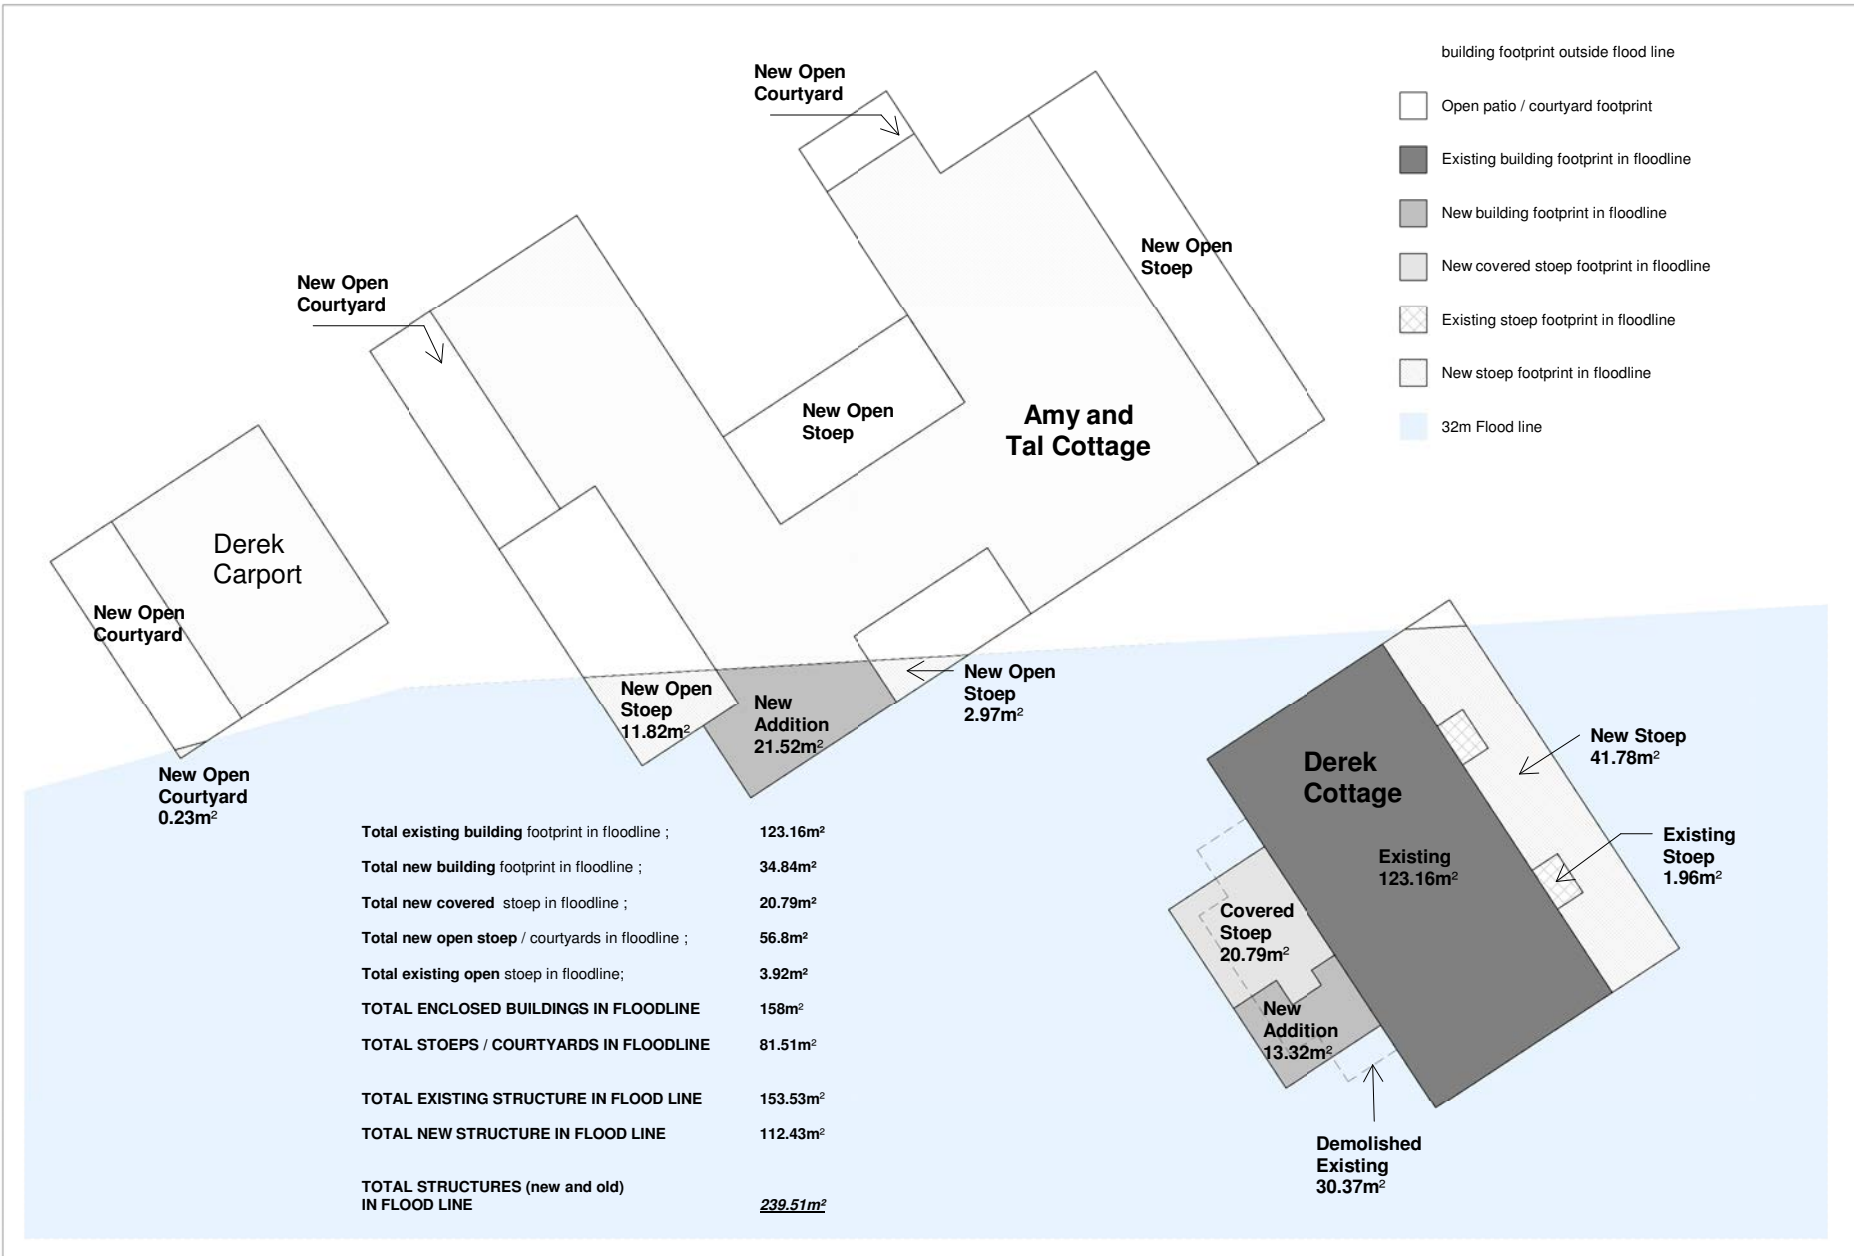 New Open
Courtyard
building footprint outside flood line
Open patio / courtyard footprint
Existing building footprint in floodline
New building footprint in floodline
New covered stoep footprint in floodline
Existing stoep footprint in floodline
New stoep footprint in floodline
32m Flood line
New Open
Stoep
New Open
Courtyard
New Open
Stoep
Amy and
Tal Cottage
Derek
Carport
New Open
Courtyard
New Open
Stoep
11.82m²
New
Addition
21.52m²
New Open
Stoep
2.97m²
New Open
Courtyard
0.23m²
Derek
Cottage
New Stoep
41.78m²
Existing
123.16m²
Existing
Stoep
1.96m²
Covered
Stoep
20.79m²
New
Addition
13.32m²
Demolished
Existing
30.37m²
Total existing building footprint in floodline ; 123.16m²
Total new building footprint in floodline ; 34.84m²
Total new covered stoep in floodline ; 20.79m²
Total new open stoep / courtyards in floodline ; 56.8m²
Total existing open stoep in floodline; 3.92m²
TOTAL ENCLOSED BUILDINGS IN FLOODLINE 158m²
TOTAL STOEPS / COURTYARDS IN FLOODLINE 81.51m²
TOTAL EXISTING STRUCTURE IN FLOOD LINE 153.53m²
TOTAL NEW STRUCTURE IN FLOOD LINE 112.43m²
TOTAL STRUCTURES (new and old)
IN FLOOD LINE 239.51m²